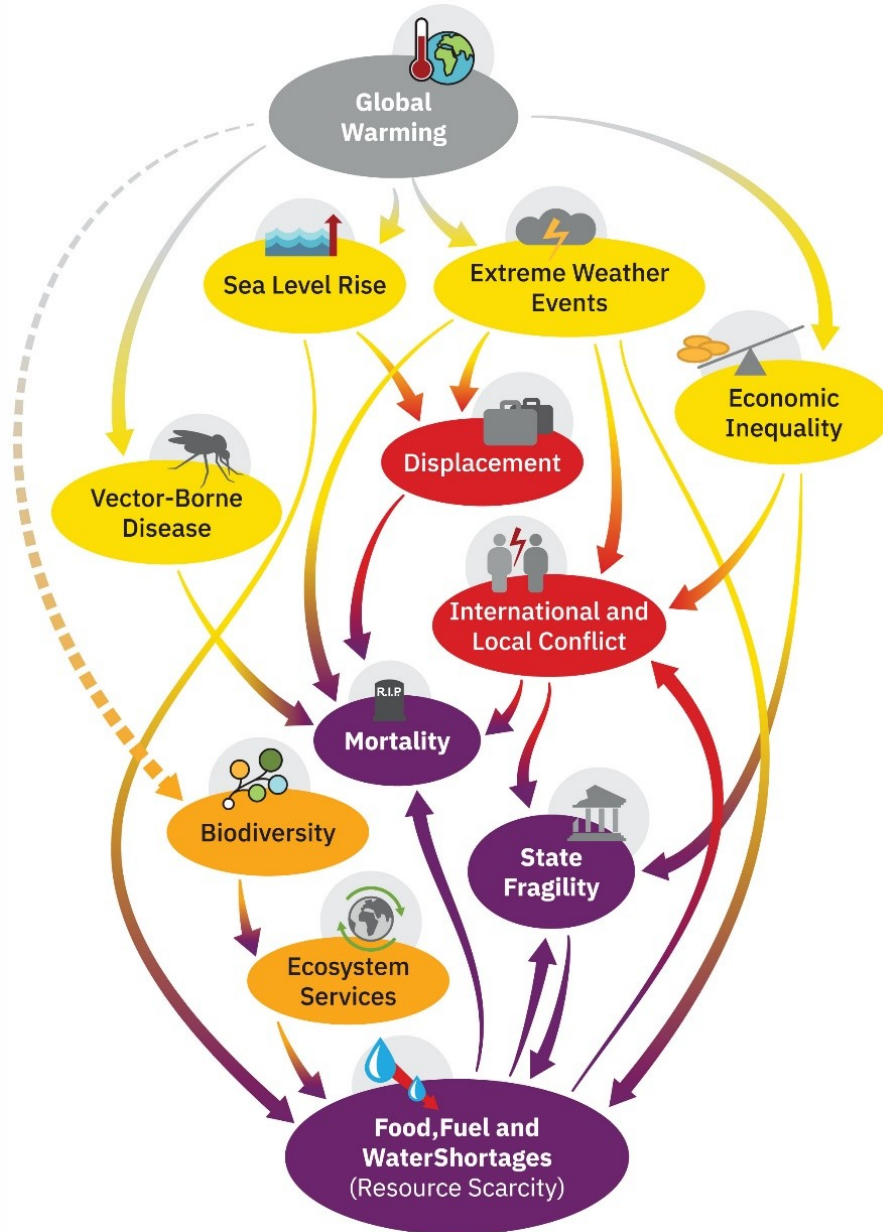 Global
Warming
Sea Level Rise
Extreme Weather
Events
Economic
Inequality
Displacement
Vector-Borne
Disease
International and
Local Conflict
R.I.P.
Mortality
Biodiversity
State
Fragility
Ecosystem
Services
Food,Fuel and
WaterShortages
(Resource Scarcity)